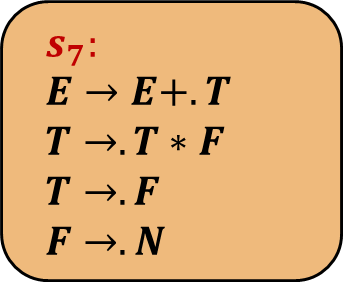 s₇:
E → E+. T
T →. T * F
T →. F
F →. N